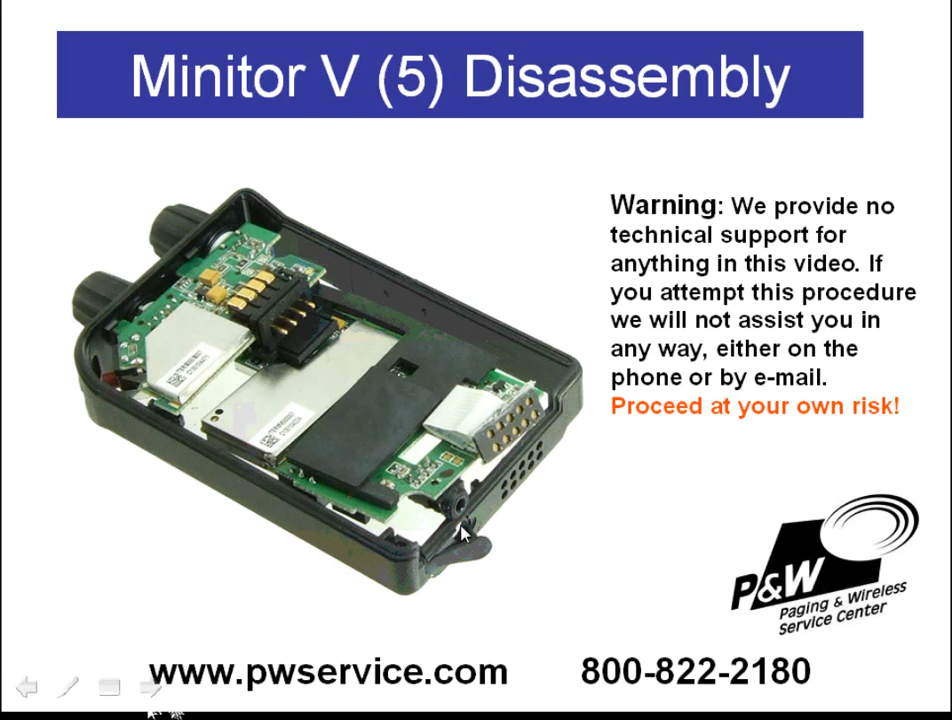 Minitor V (5) Disassembly
Warning: We provide no
technical support for
anything in this video. If
you attempt this procedure
we will not assist you in
any way, either on the
phone or by e-mail.
Proceed at your own risk!
P&W
Paging & Wireless
Service Center
www.pwservice.com 800-822-2180